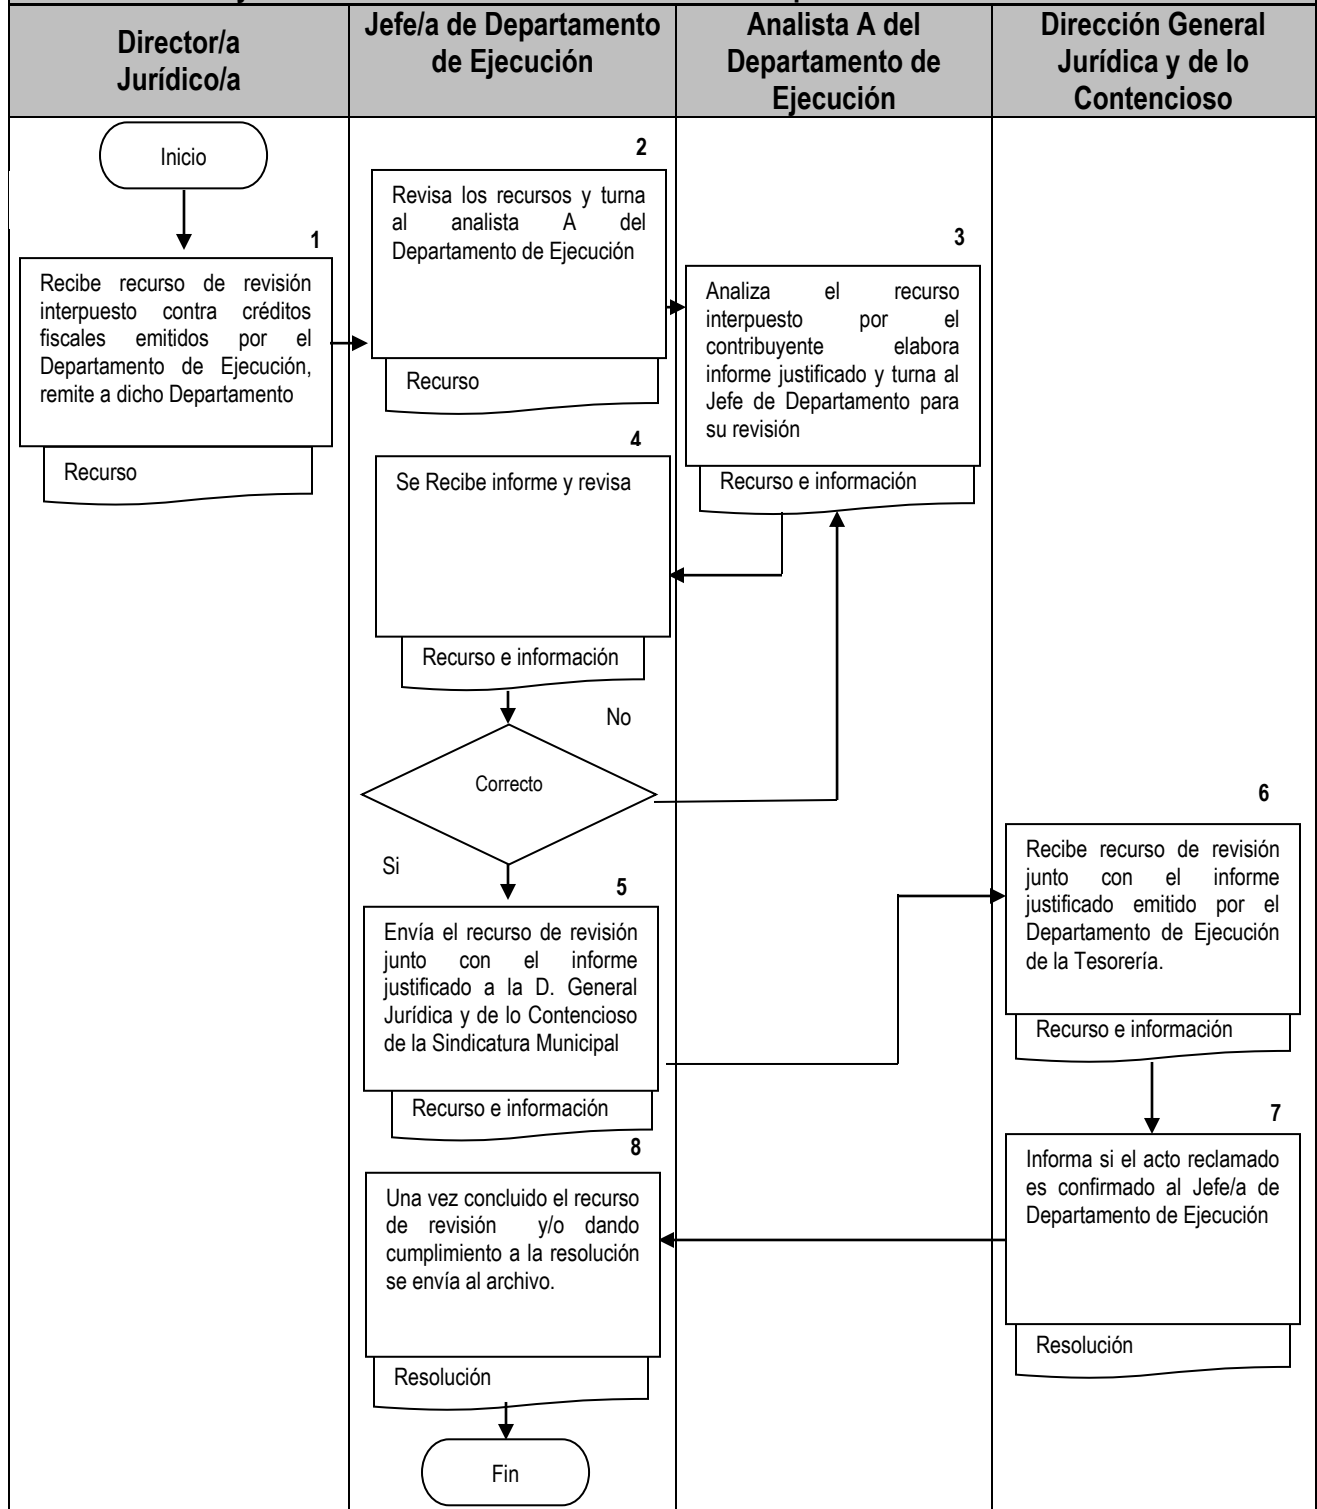 Director/a
Jurídico/a
Jefe/a de Departamento
de Ejecución
Analista A del
Departamento de
Ejecución
Dirección General
Jurídica y de lo
Contencioso
Inicio
1
Recibe recurso de revisión
interpuesto contra créditos
fiscales emitidos por el
Departamento de Ejecución,
remite a dicho Departamento
Recurso
2
Revisa los recursos y turna
al analista A del
Departamento de Ejecución
Recurso
3
Analiza el recurso
interpuesto por el
contribuyente elabora
informe justificado y turna al
Jefe de Departamento para
su revisión
Recurso e información
4
Se Recibe informe y revisa
Recurso e información
No
Correcto
Si
5
Envía el recurso de revisión
junto con el informe
justificado a la D. General
Jurídica y de lo Contencioso
de la Sindicatura Municipal
Recurso e información
6
Recibe recurso de revisión
junto con el informe
justificado emitido por el
Departamento de Ejecución
de la Tesorería.
Recurso e información
7
Informa si el acto reclamado
es confirmado al Jefe/a de
Departamento de Ejecución
Resolución
8
Una vez concluido el recurso
de revisión y/o dando
cumplimiento a la resolución
se envía al archivo.
Resolución
Fin